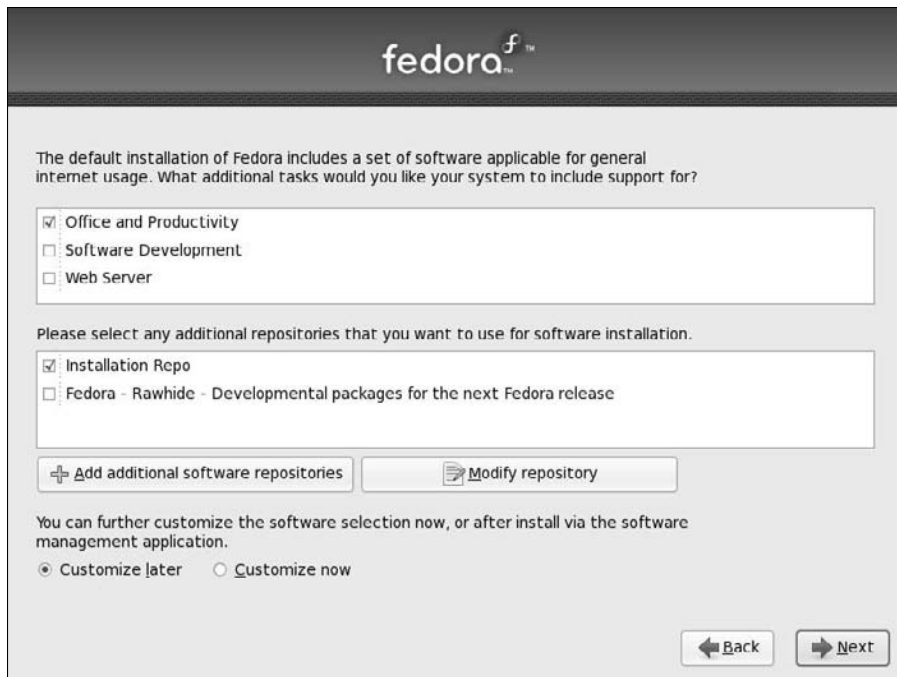 fedora f ™
™
The default installation of Fedora includes a set of software applicable for general
internet usage. What additional tasks would you like your system to include support for?
Office and Productivity
Software Development
Web Server
Please select any additional repositories that you want to use for software installation.
Installation Repo
Fedora - Rawhide - Developmental packages for the next Fedora release
Add additional software repositories
Modify repository
You can further customize the software selection now, or after install via the software
management application.
Customize later
Customize now
Back
Next